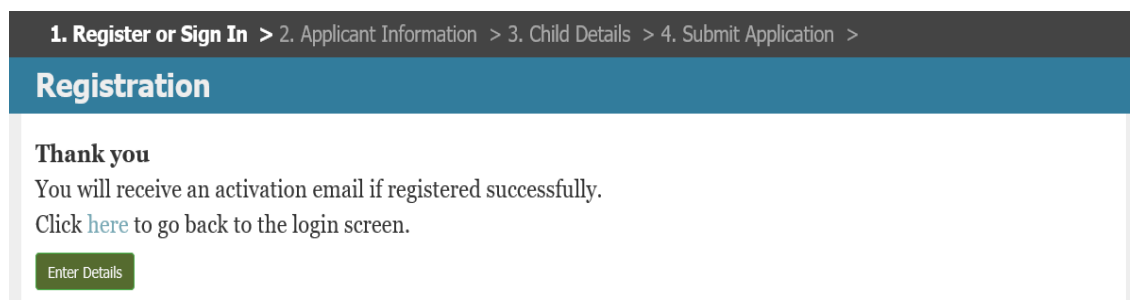 1. Register or Sign In > 2. Applicant Information > 3. Child Details > 4. Submit Application >
Registration
Thank you
You will receive an activation email if registered successfully.
Click here to go back to the login screen.
Enter Details